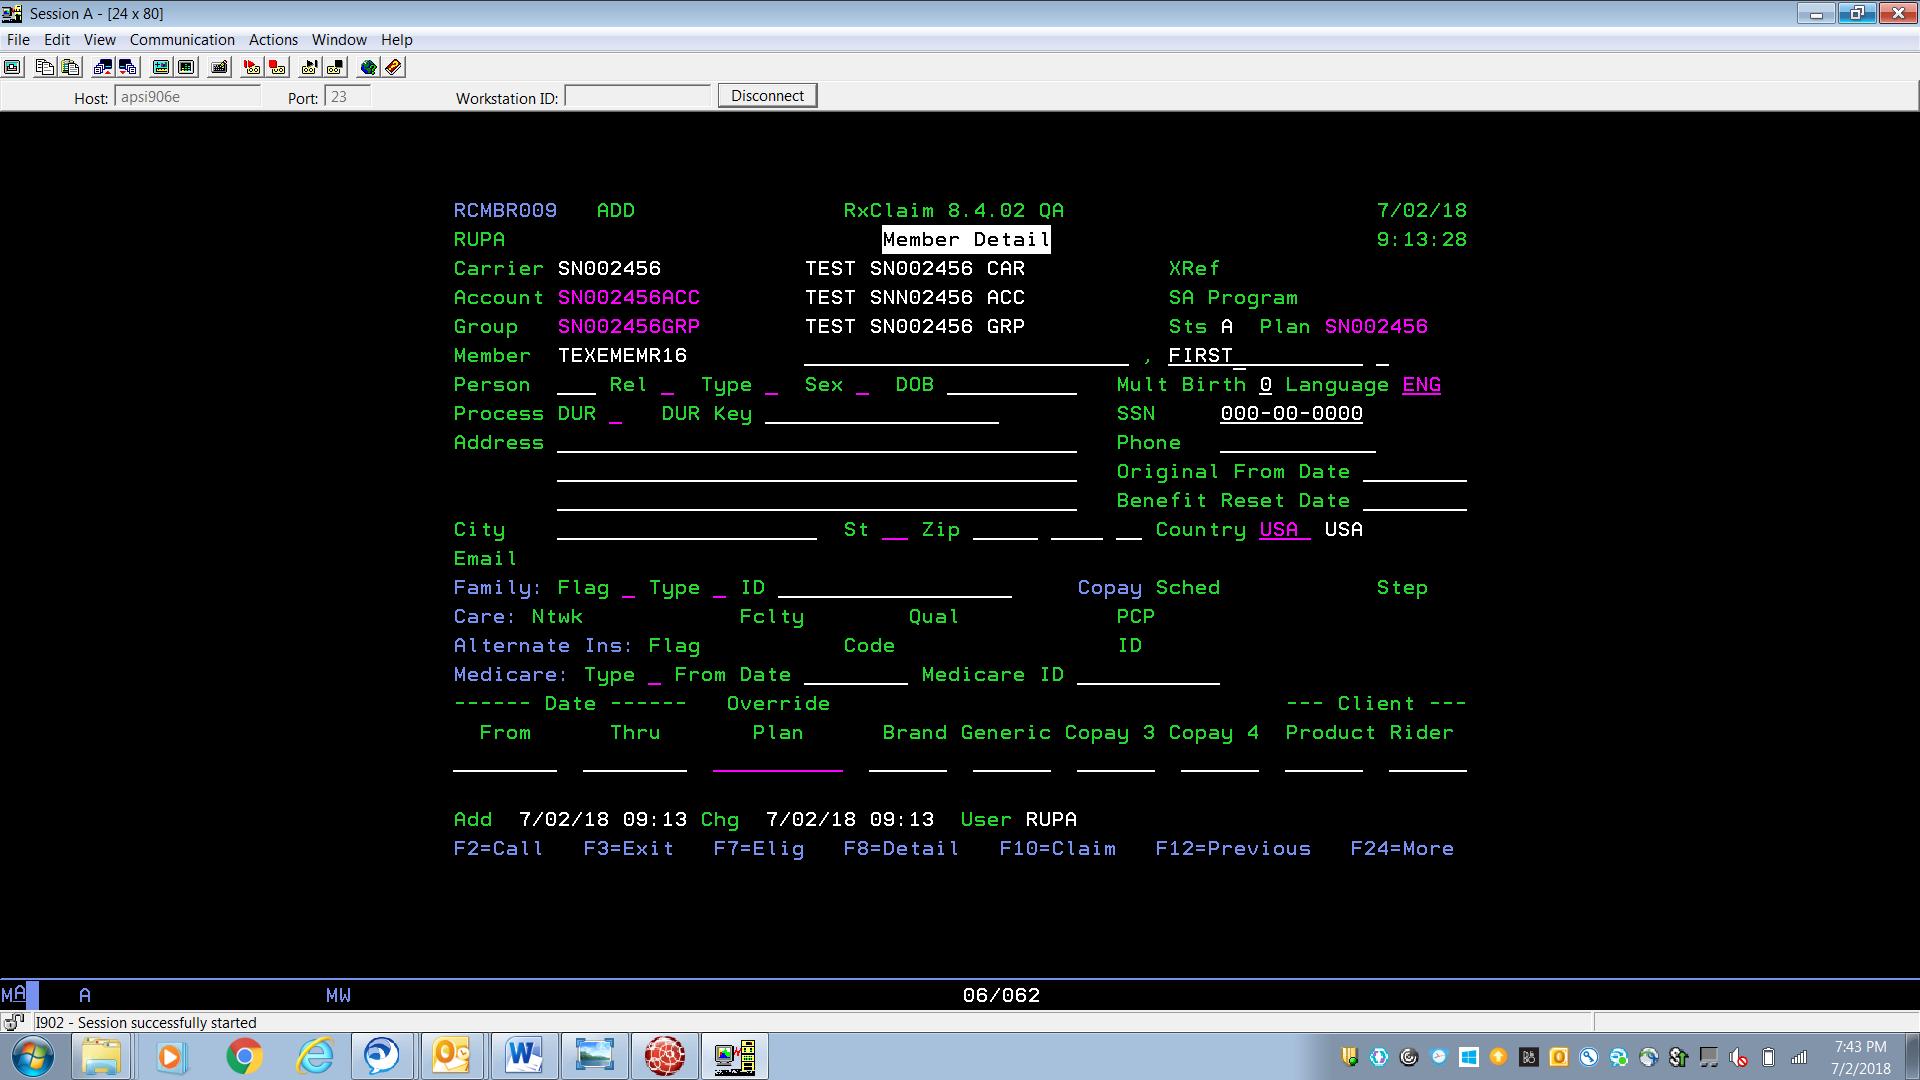 Session A - [24 x 80]
File Edit View Communication Actions Window Help
Host: apsi906e Port: 23 Workstation ID: Disconnect
RCMBR009 ADD RxClaim 8.4.02 QA 7/02/18
RUPA Member Detail 9:13:28
Carrier SN002456 TEST SN002456 CAR XRef
Account SN002456ACC TEST SNN02456 ACC SA Program
Group SN002456GRP TEST SN002456 GRP Sts A Plan SN002456
Member TEXEMEMR16 , FIRST
Person Rel Type Sex DOB Mult Birth 0 Language ENG
Process DUR DUR Key SSN 000-00-0000
Address Phone
Original From Date
Benefit Reset Date
City St Zip Country USA USA
Email
Family: Flag Type ID Copay Sched Step
Care: Ntwk Fclty Qual PCP
Alternate Ins: Flag Code ID
Medicare: Type From Date Medicare ID
------ Date ------ Override --- Client ---
From Thru Plan Brand Generic Copay 3 Copay 4 Product Rider
Add 7/02/18 09:13 Chg 7/02/18 09:13 User RUPA
F2=Call F3=Exit F7=Elig F8=Detail F10=Claim F12=Previous F24=More
MA A MW 06/062
I902 - Session successfully started
7:43 PM
7/2/2018